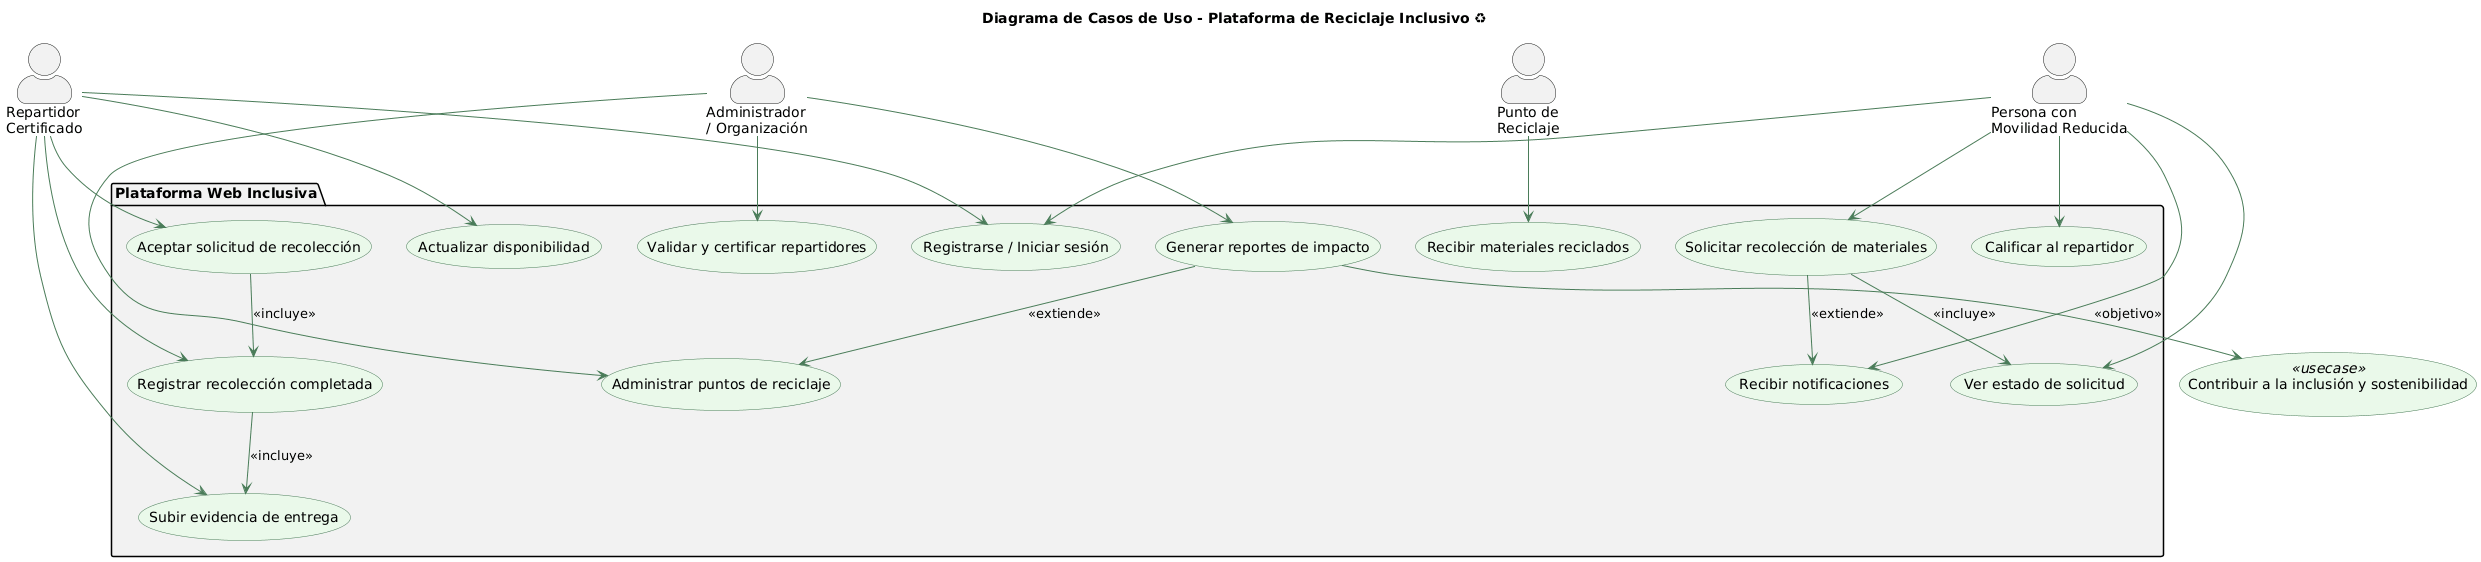 Diagrama de Casos de Uso - Plataforma de Reciclaje Inclusivo ♻
Repartidor
Certificado
Administrador
/ Organización
Punto de
Reciclaje
Persona con
Movilidad Reducida
Plataforma Web Inclusiva
Aceptar solicitud de recolección
Actualizar disponibilidad
Validar y certificar repartidores
Registrarse / Iniciar sesión
Generar reportes de impacto
Recibir materiales reciclados
Solicitar recolección de materiales
Calificar al repartidor
«incluye»
«extiende»
«extiende»
«incluye»
«objetivo»
Registrar recolección completada
Administrar puntos de reciclaje
Recibir notificaciones
Ver estado de solicitud
«usecase»
Contribuir a la inclusión y sostenibilidad
«incluye»
Subir evidencia de entrega